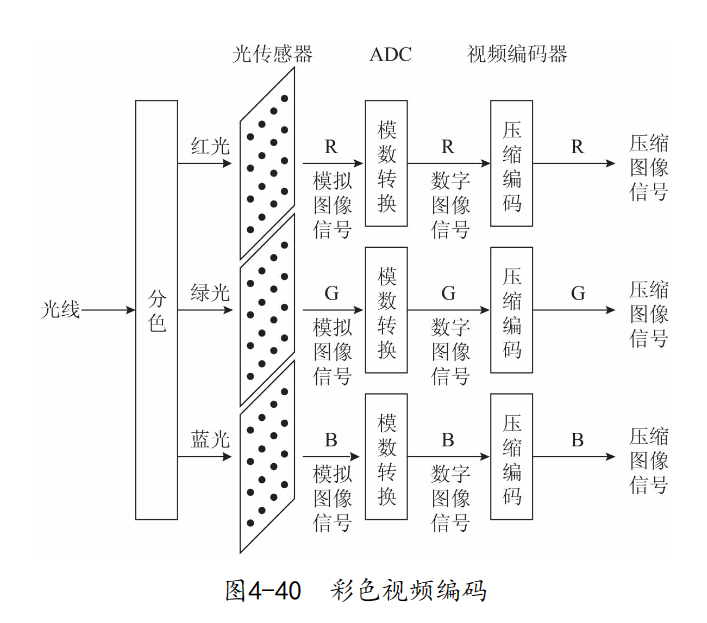 光传感器 ADC 视频编码器
红光 R 模数转换 R 压缩编码 R 压缩图像信号
模拟图像信号 数字图像信号
光线 分色 绿光 G 模数转换 G 压缩编码 G 压缩图像信号
模拟图像信号 数字图像信号
蓝光 B 模数转换 B 压缩编码 B 压缩图像信号
模拟图像信号 数字图像信号
图4-40 彩色视频编码